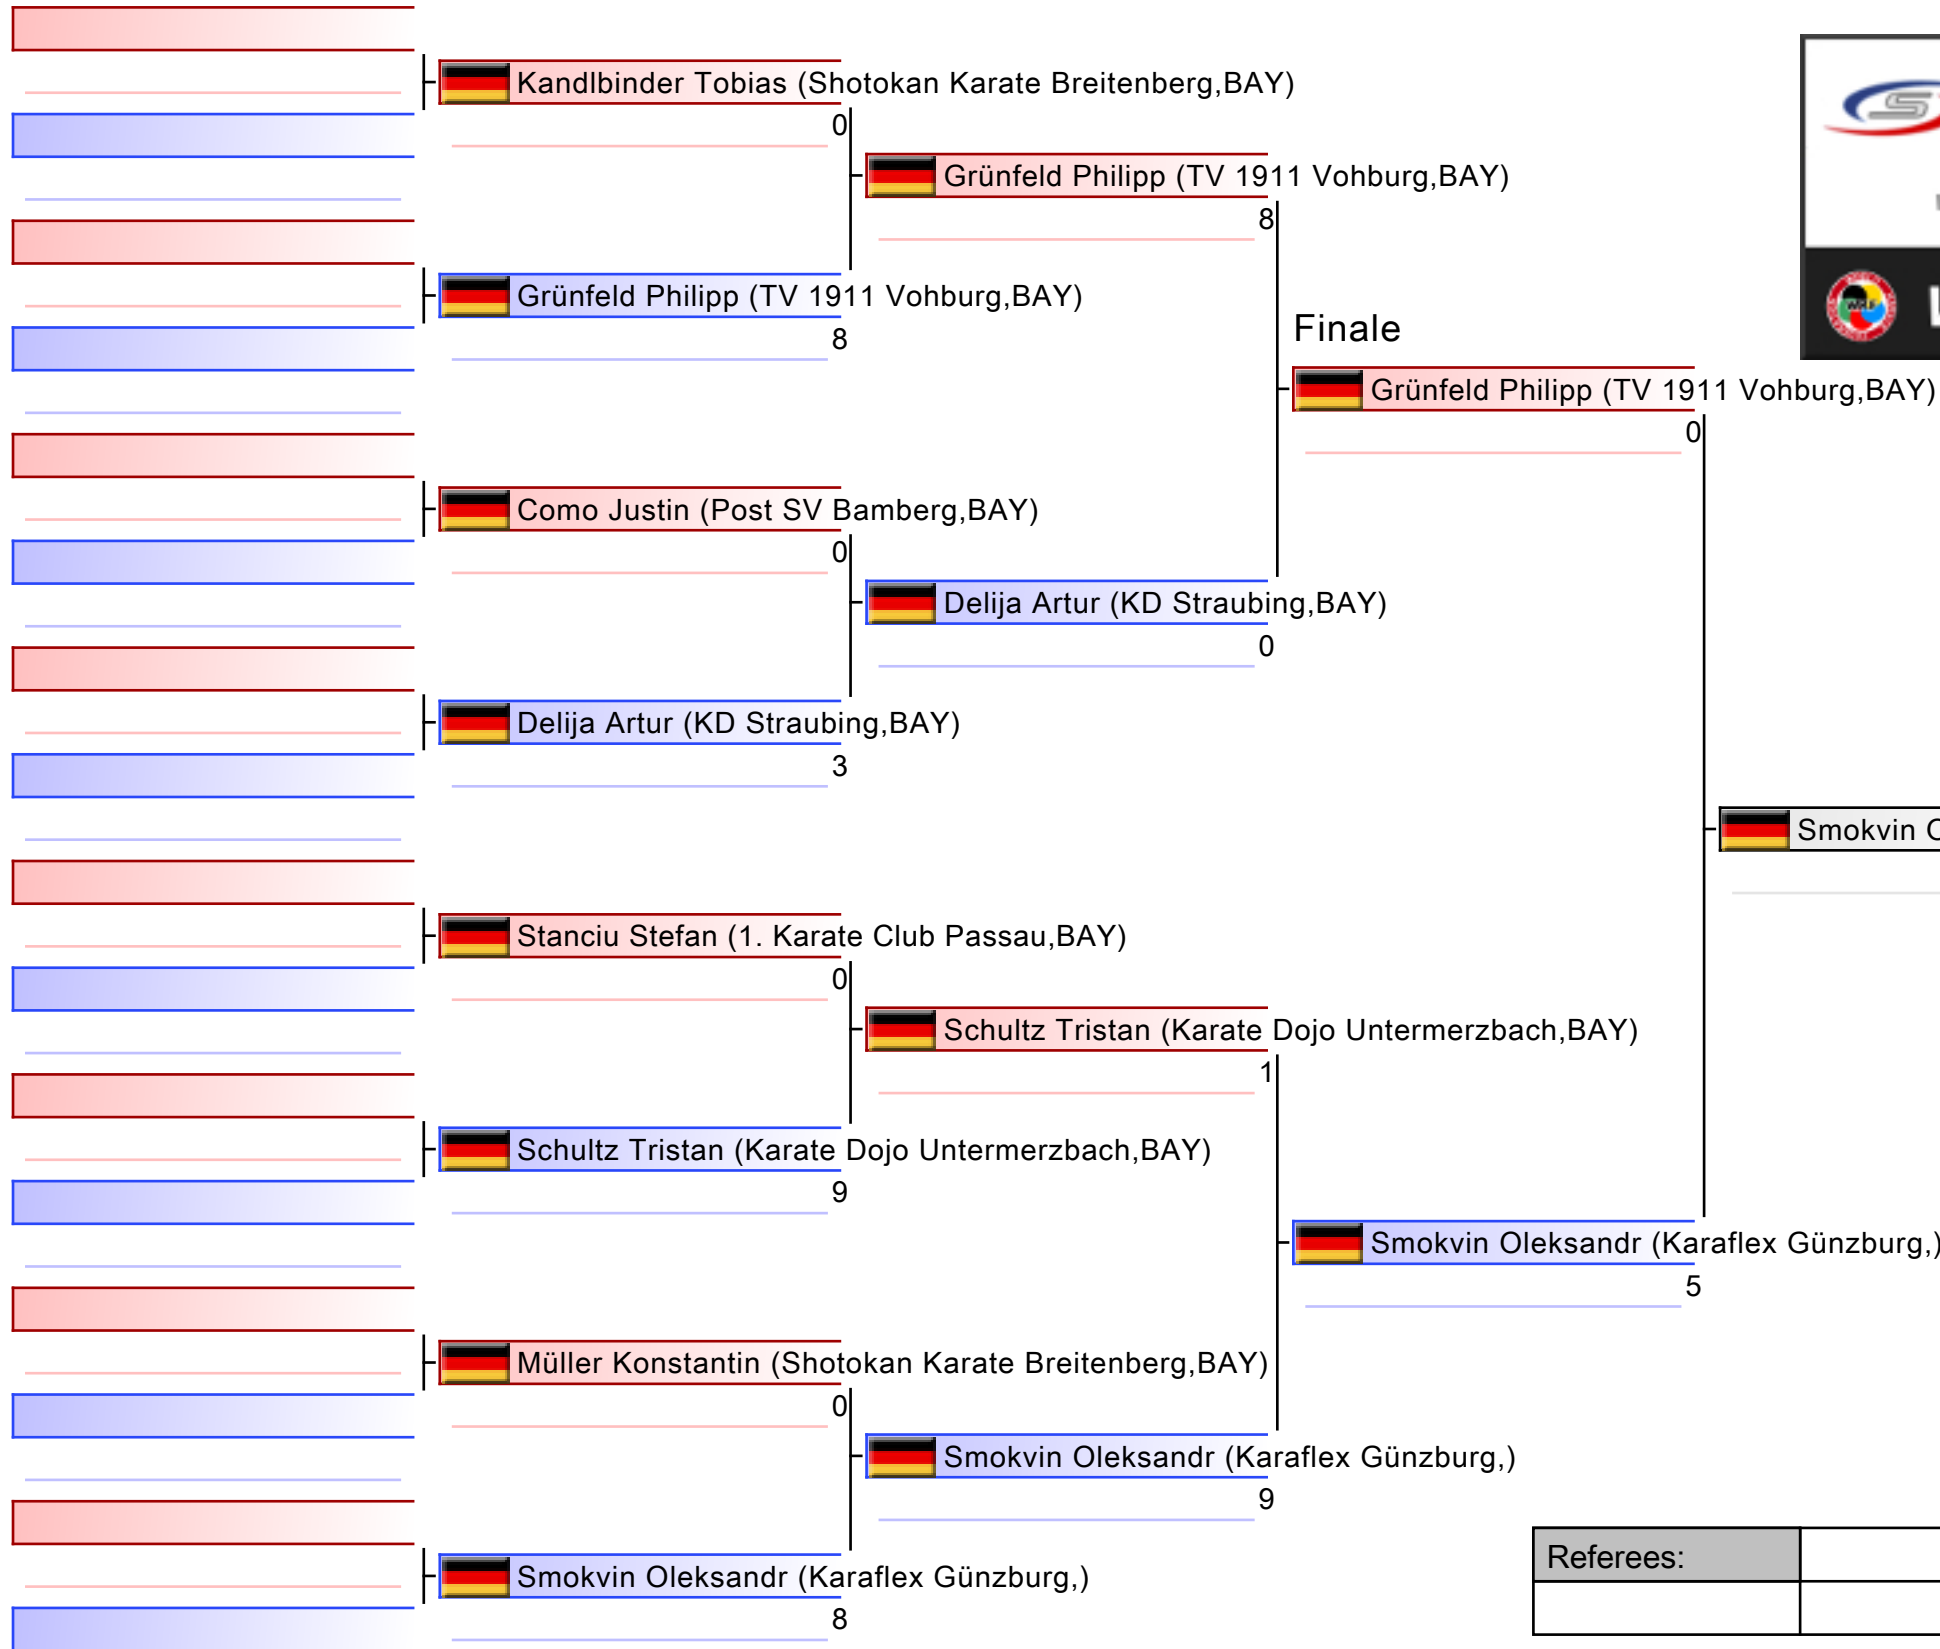 Kandlbinder Tobias (Shotokan Karate Breitenberg,BAY)
0
Grünfeld Philipp (TV 1911 Vohburg,BAY)
8
Grünfeld Philipp (TV 1911 Vohburg,BAY)
8
Finale
Grünfeld Philipp (TV 1911 Vohburg,BAY)
0
Como Justin (Post SV Bamberg,BAY)
0
Delija Artur (KD Straubing,BAY)
0
Delija Artur (KD Straubing,BAY)
3
Smokvin
Stanciu Stefan (1. Karate Club Passau,BAY)
0
Schultz Tristan (Karate Dojo Untermerzbach,BAY)
1
Schultz Tristan (Karate Dojo Untermerzbach,BAY)
9
Smokvin Oleksandr (Karaflex Günzburg,)
5
Müller Konstantin (Shotokan Karate Breitenberg,BAY)
0
Smokvin Oleksandr (Karaflex Günzburg,)
9
Smokvin Oleksandr (Karaflex Günzburg,)
8
Referees: